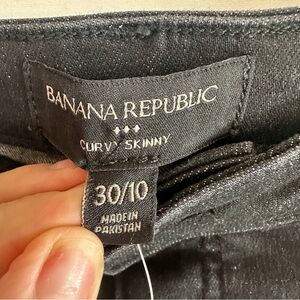 BANANA REPUBLIC
CURVY SKINNY
30/10
MADE IN
PAKISTAN